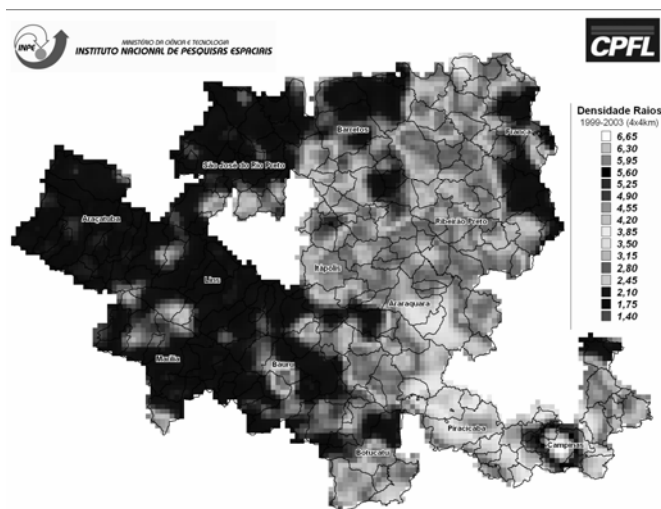 INPE
MINISTÉRIO DA CIÊNCIA E TECNOLOGIA
INSTITUTO NACIONAL DE PESQUISAS ESPACIAIS
CPFL
Densidade Raios
1999-2003 (4x4km)
6,65
6,30
5,95
5,60
5,25
4,90
4,55
4,20
3,85
3,50
3,15
2,80
2,45
2,10
1,75
1,40
Barretos
Franca
São José do Rio Preto
Araçatuba
Ribeirão Preto
Lins
Itápolis
Araraquara
Marília
Bauru
Piracicaba
Campinas
Botucatu